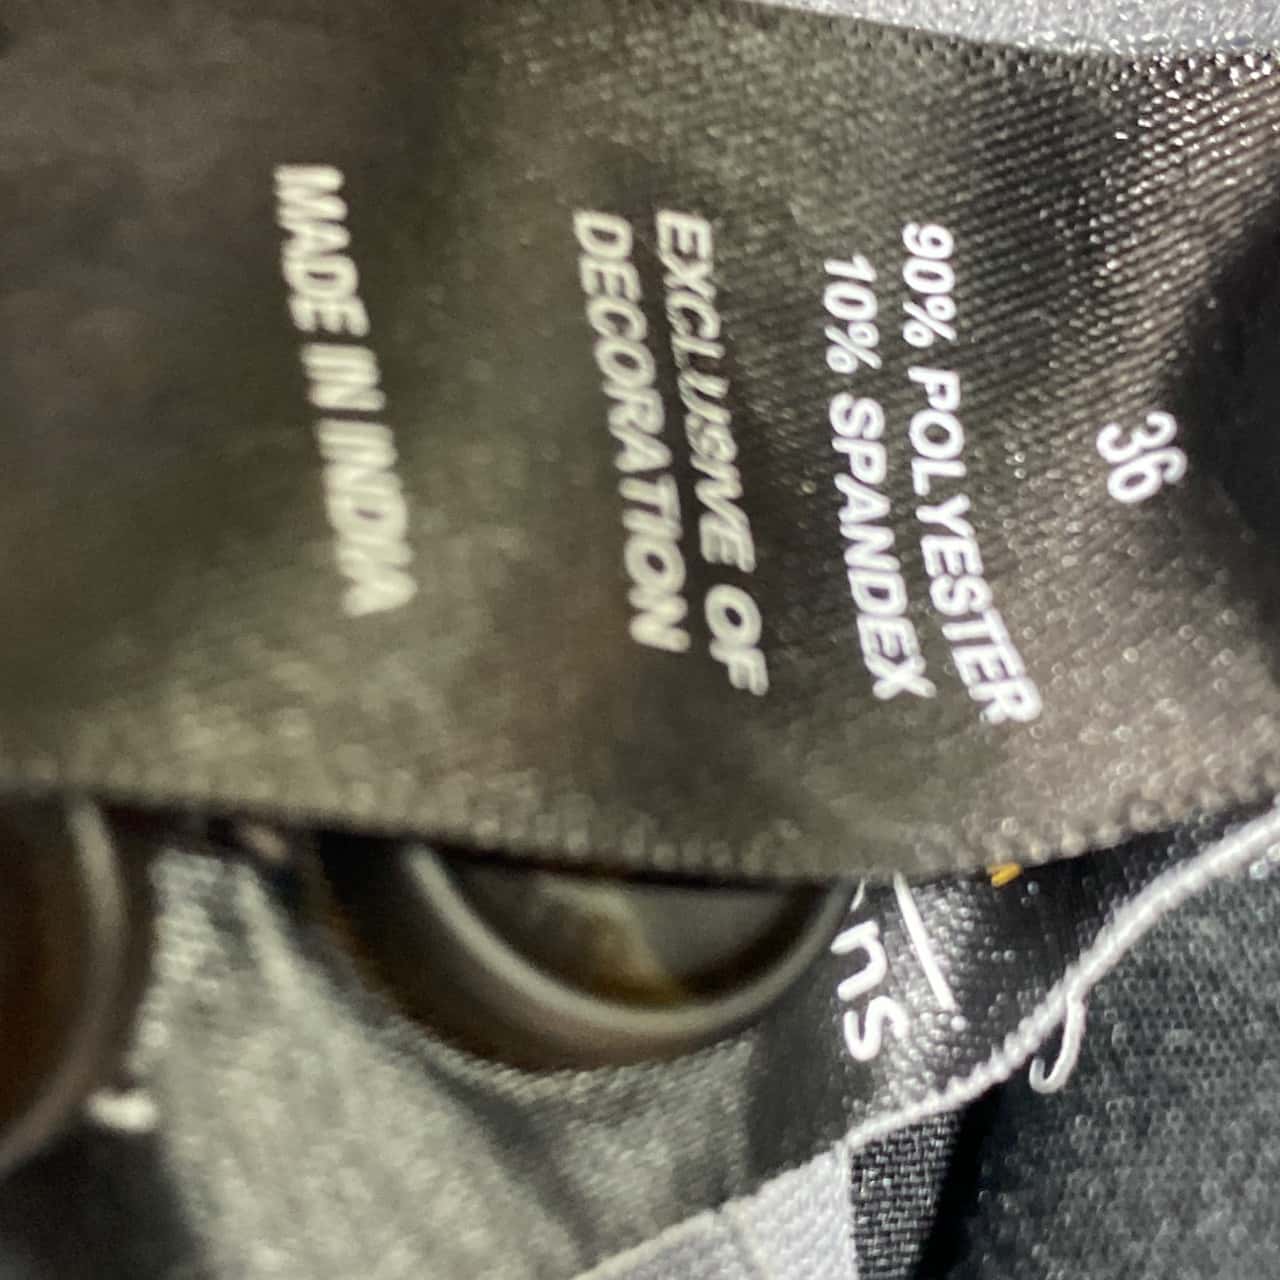 36
90% POLYESTER
10% SPANDEX
EXCLUSIVE OF
DECORATION
MADE IN INDIA